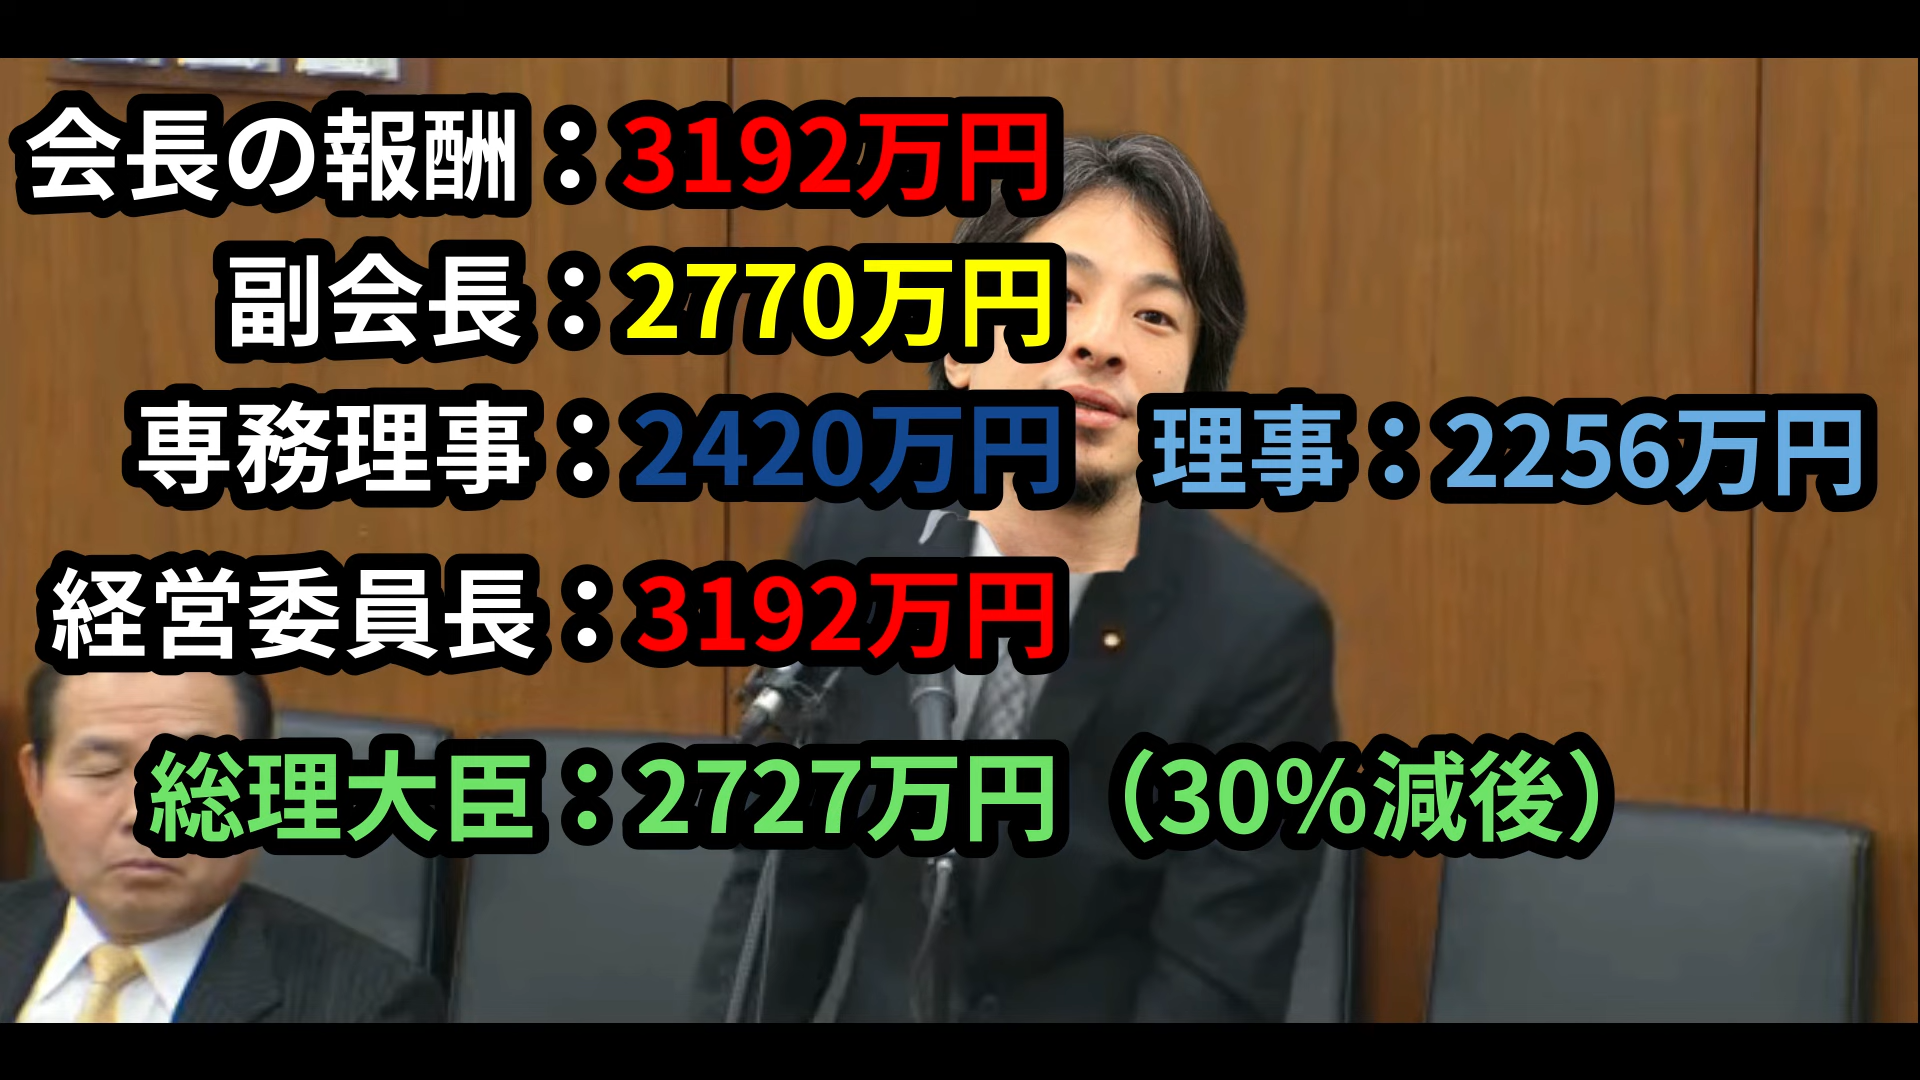 会長の報酬：3192万円
副会長：2770万円
専務理事：2420万円 理事：2256万円
経営委員長：3192万円
総理大臣：2727万円（30％減後）